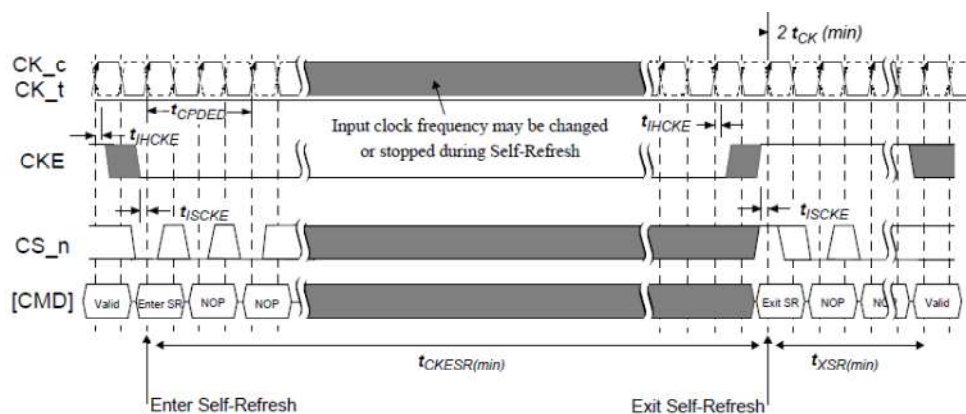 2 tCK (min)
CK_c
CK_t
tCPDED
Input clock frequency may be changed
or stopped during Self-Refresh
tIHCKE
tIHCKE
CKE
tISCKE
tISCKE
CS_n
[CMD]
Valid
Enter SR
NOP
NOP
Exit SR
NOP
NOP
Valid
tCKESR(min)
tXSR(min)
Enter Self-Refresh
Exit Self-Refresh